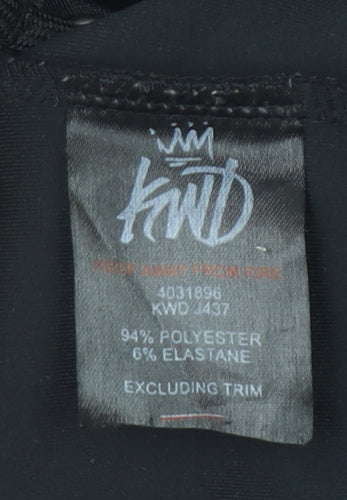 KWD
KEEP AWAY FROM FIRE
4031896
KWD J437
94% POLYESTER
6% ELASTANE
EXCLUDING TRIM